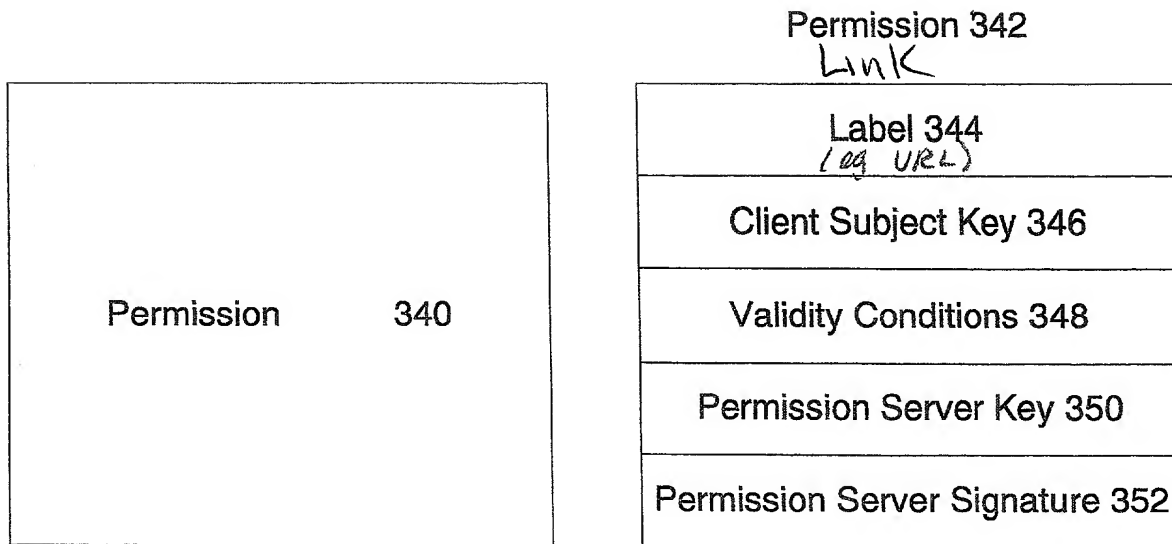 Permission 342
Link
Label 344
(eg URL)
Client Subject Key 346
Permission 340
Validity Conditions 348
Permission Server Key 350
Permission Server Signature 352